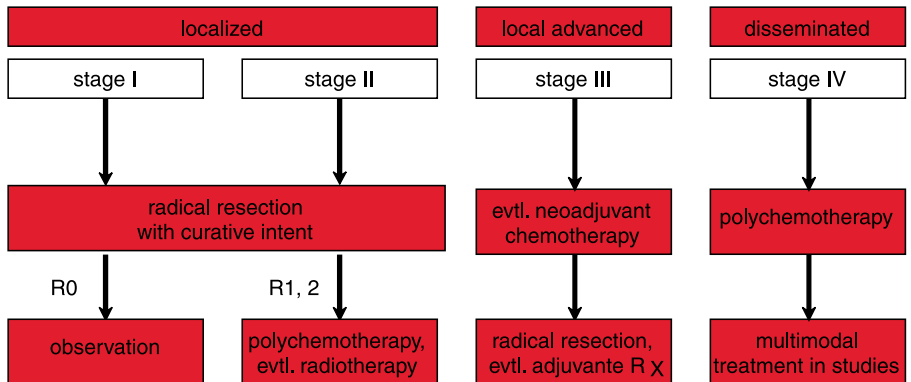 localized
local advanced
disseminated
stage I
stage II
stage III
stage IV
radical resection
with curative intent
evtl. neoadjuvant
chemotherapy
polychemotherapy
R0
R1, 2
observation
polychemotherapy,
evtl. radiotherapy
radical resection,
evtl. adjuvante R X
multimodal
treatment in studies